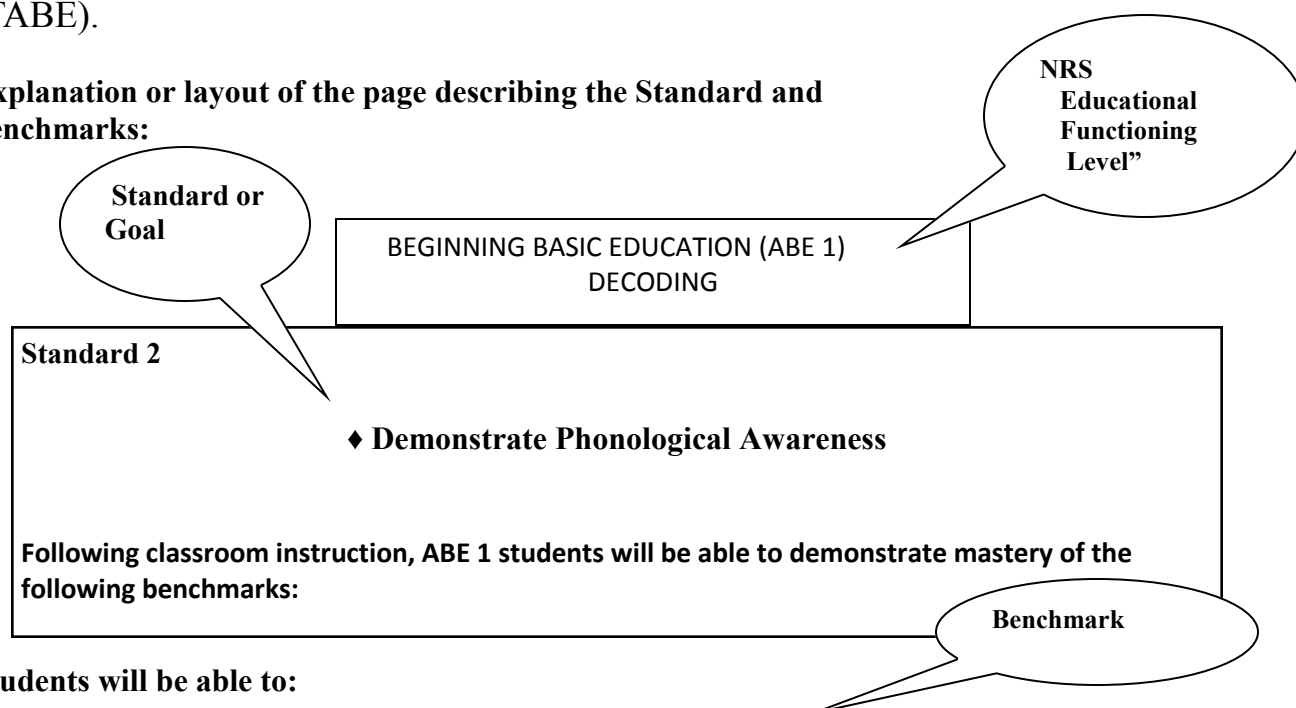 TABE).
xplanation or layout of the page describing the Standard and
enchmarks:
NRS
Educational
Functioning
Level”
Standard or
Goal
BEGINNING BASIC EDUCATION (ABE 1)
DECODING
Standard 2
♦ Demonstrate Phonological Awareness
Following classroom instruction, ABE 1 students will be able to demonstrate mastery of the
following benchmarks:
Benchmark
udents will be able to: